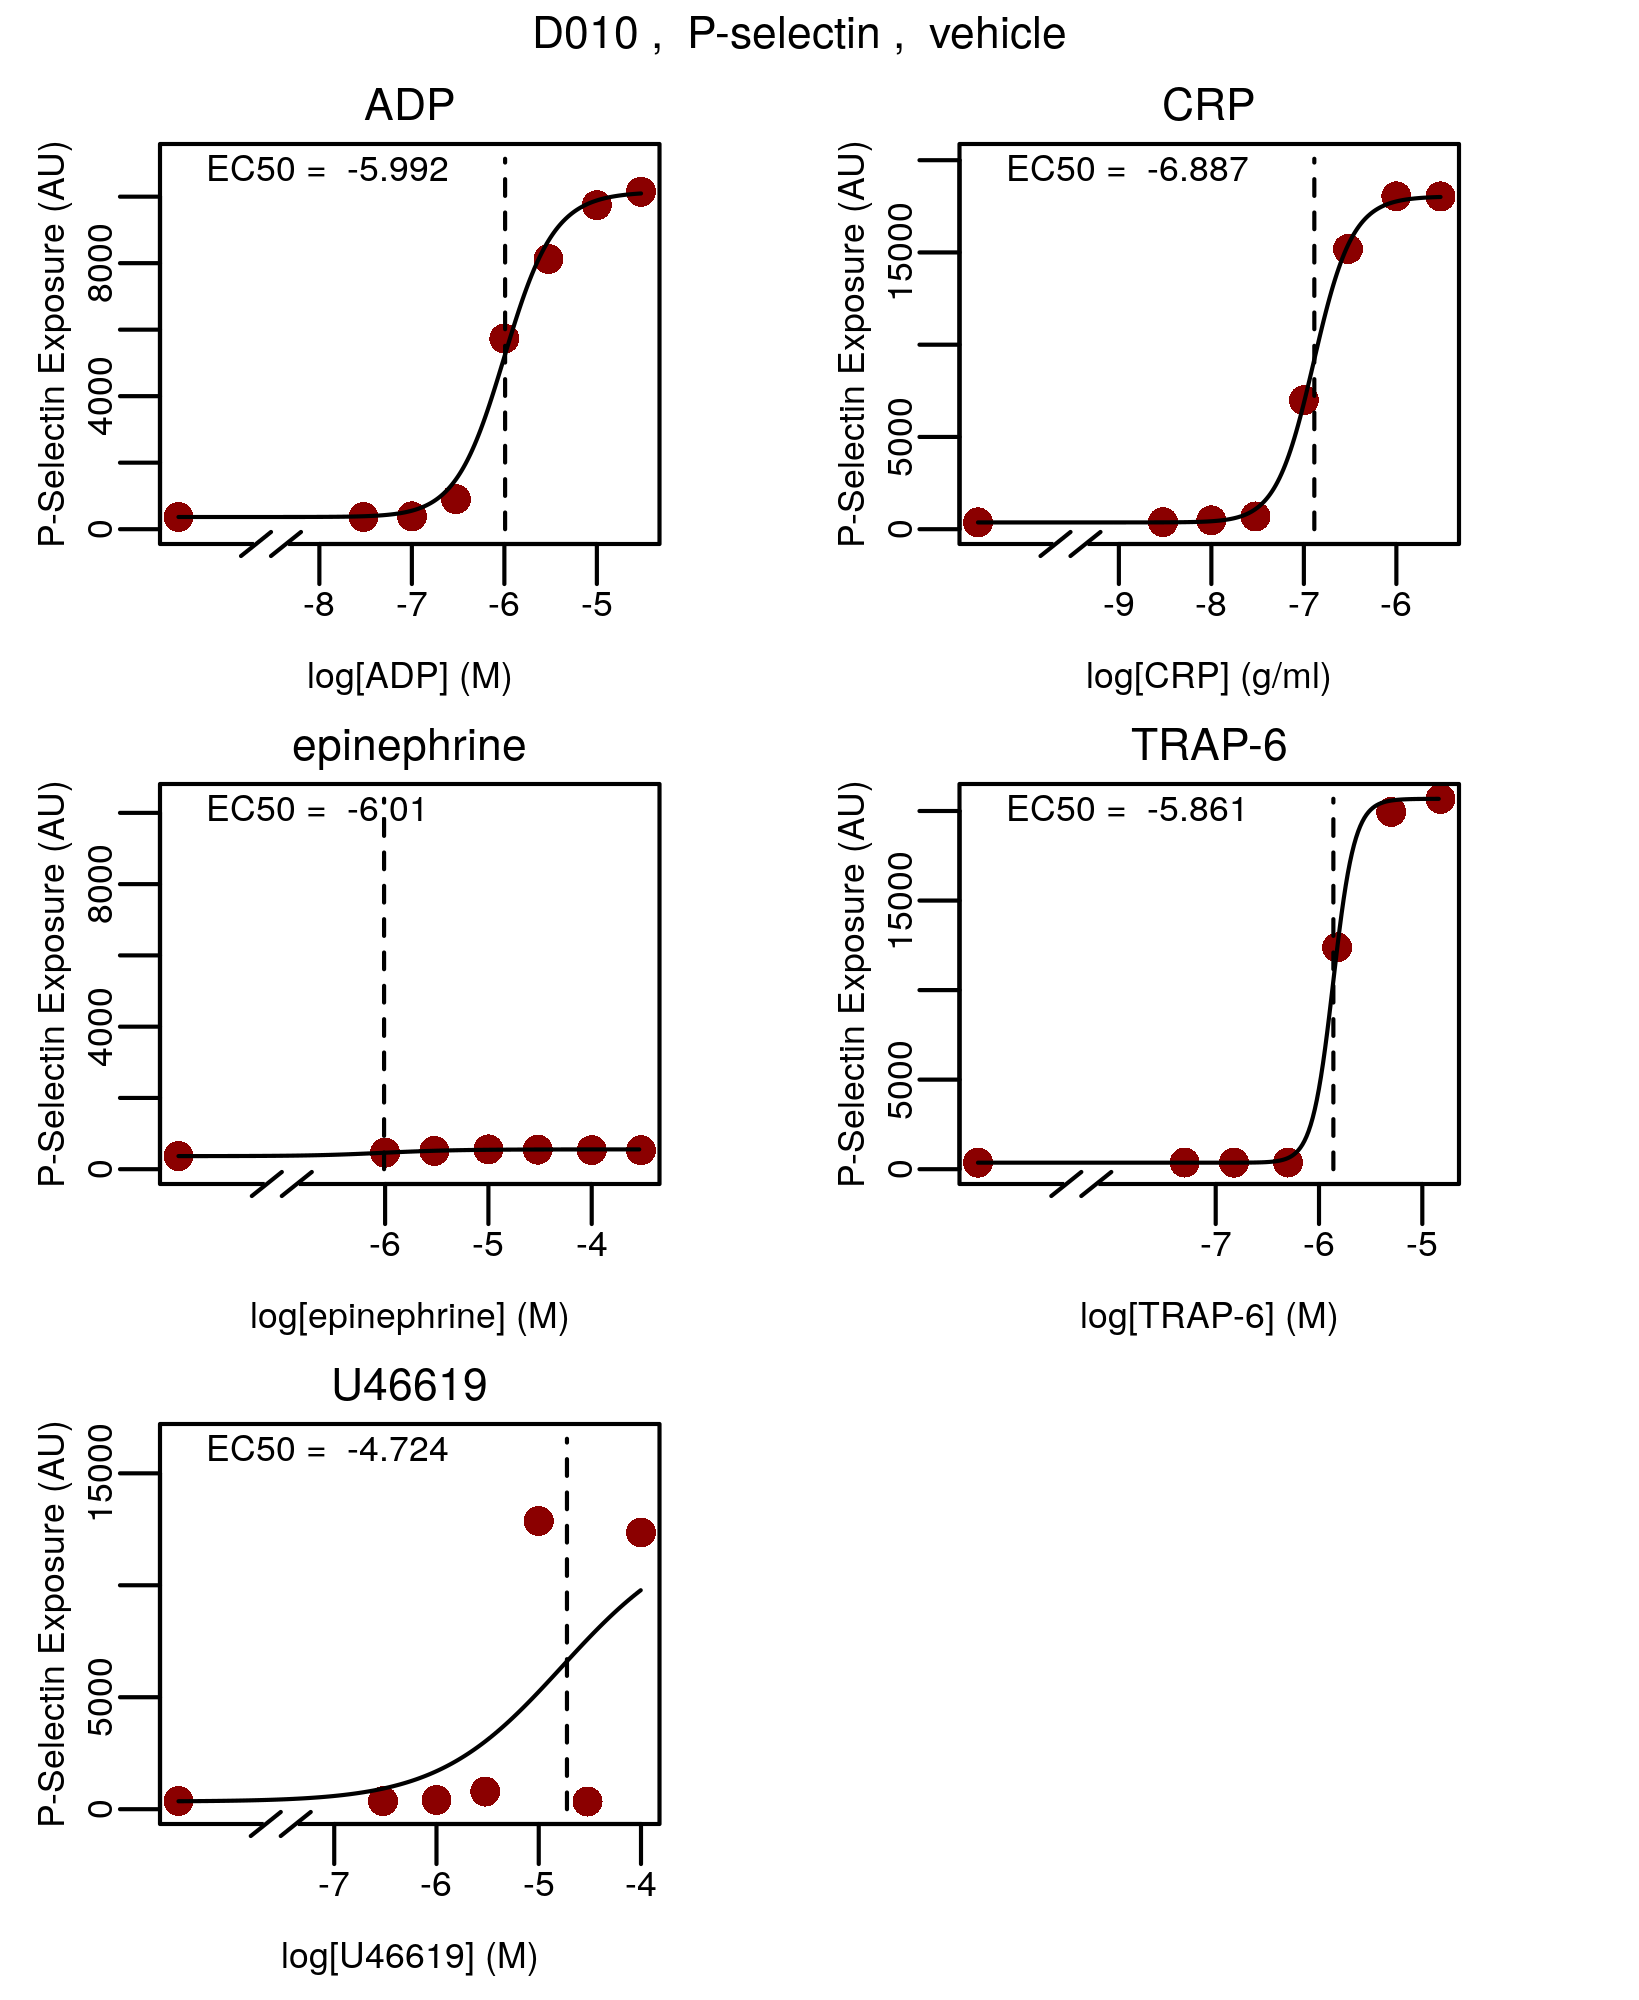 D010 , P-selectin , vehicle
ADP
EC50 = -5.992
P-Selectin Exposure (AU)
0 4000 8000
-8 -7 -6 -5
log[ADP] (M)
CRP
EC50 = -6.887
P-Selectin Exposure (AU)
0 5000 15000
-9 -8 -7 -6
log[CRP] (g/ml)
epinephrine
EC50 = -6.01
P-Selectin Exposure (AU)
0 4000 8000
-6 -5 -4
log[epinephrine] (M)
TRAP-6
EC50 = -5.861
P-Selectin Exposure (AU)
0 5000 15000
-7 -6 -5
log[TRAP-6] (M)
U46619
EC50 = -4.724
P-Selectin Exposure (AU)
0 5000 15000
-7 -6 -5 -4
log[U46619] (M)